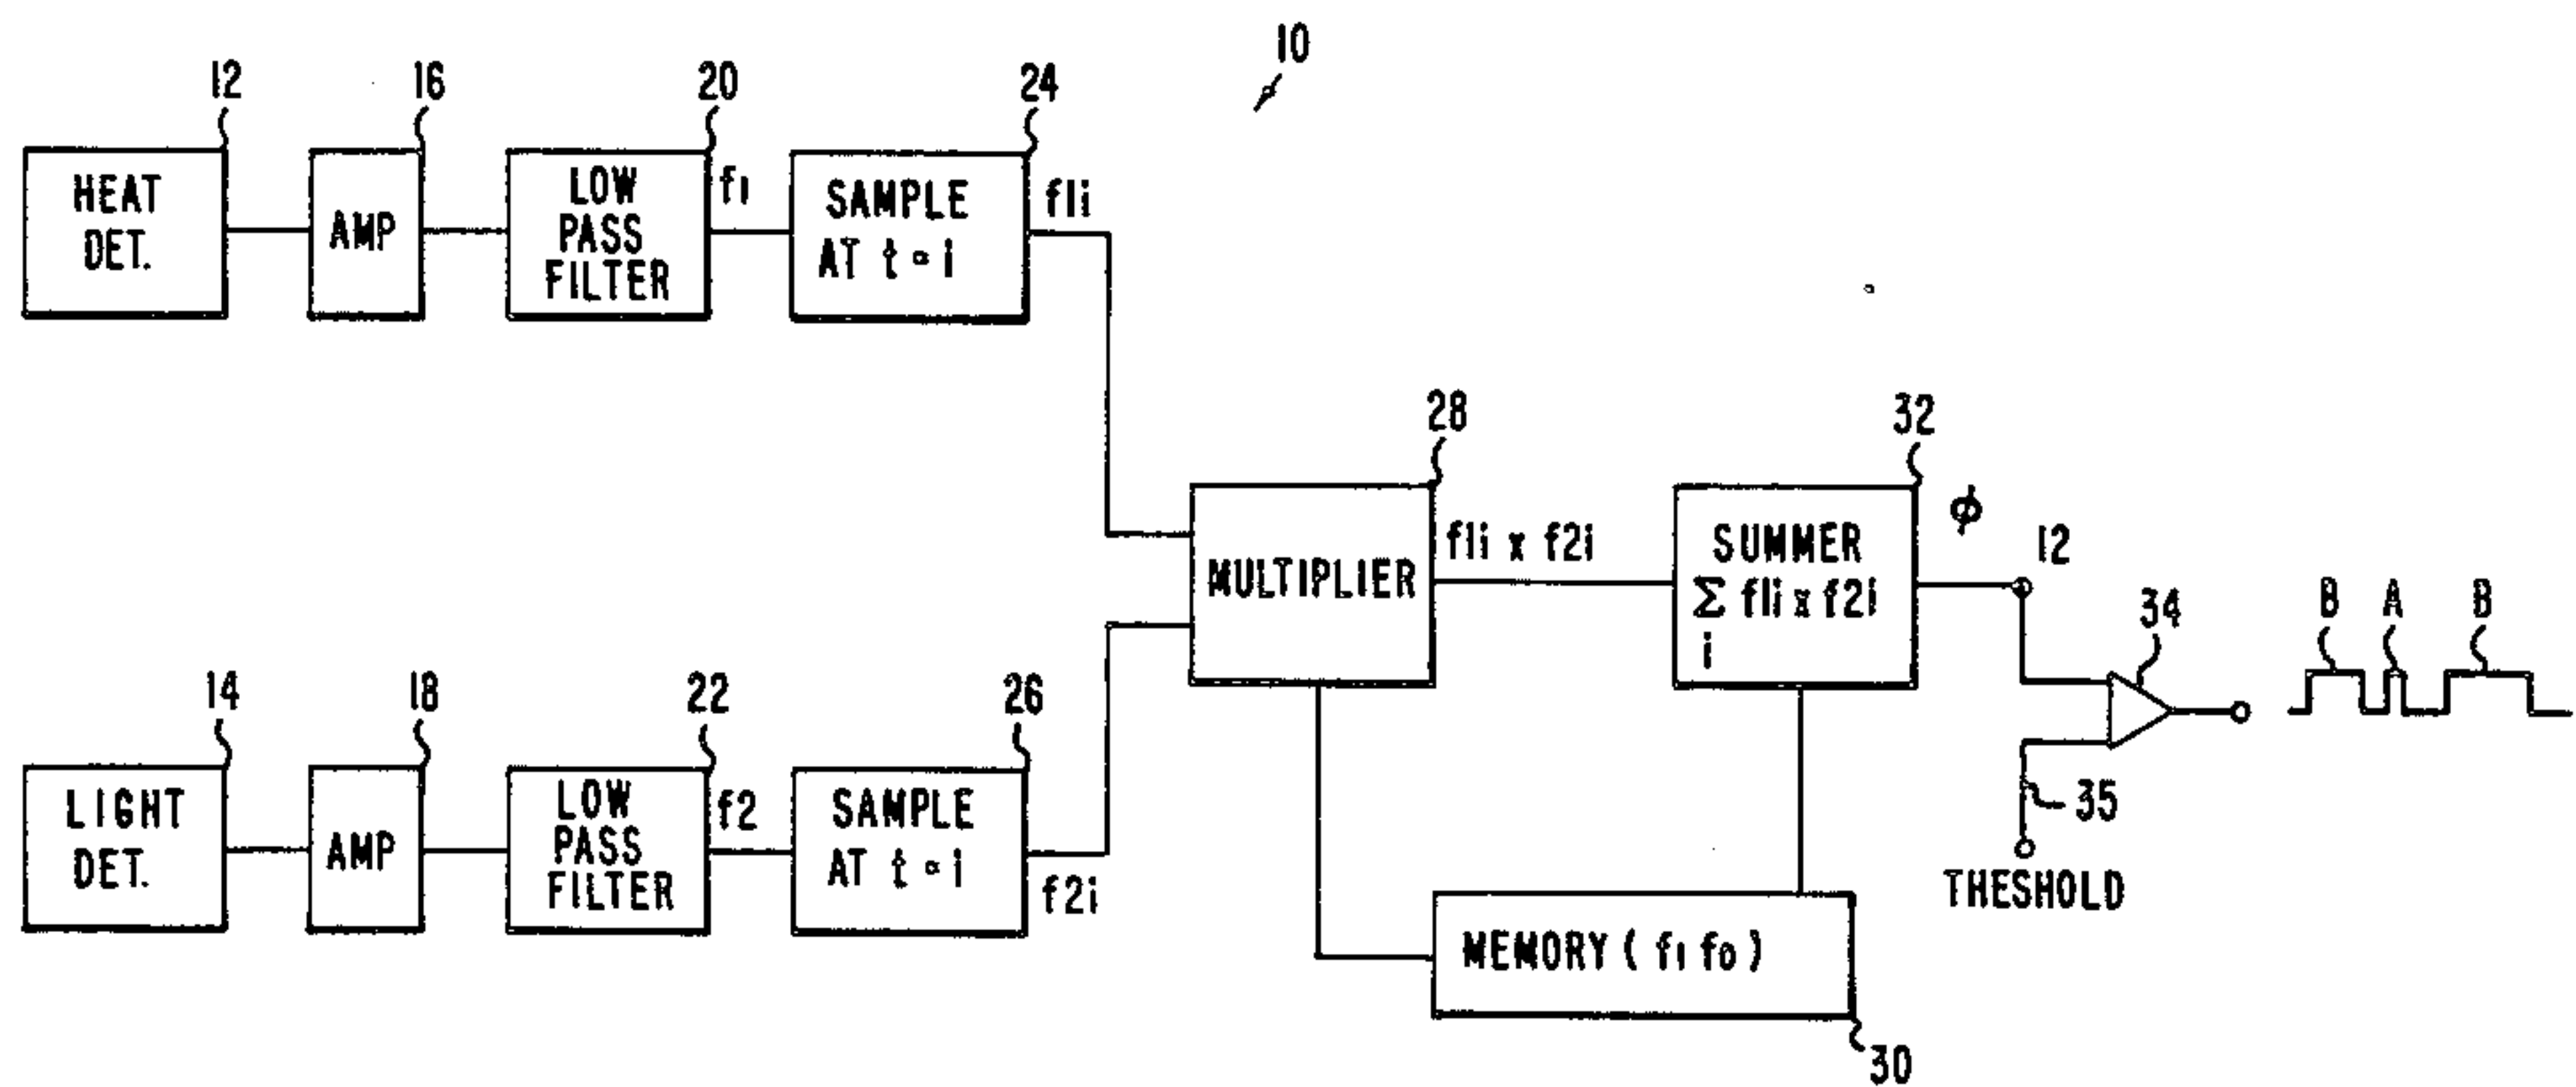 10
12
16
20
24
HEAT
DET.
AMP
LOW
PASS
FILTER
f1
SAMPLE
AT t = i
f1i
28
32
MULTIPLIER
f1i x f2i
SUMMER
Σ f1i x f2i
i
ϕ
12
34
B A B
35
THESHOLD
14
18
22
26
LIGHT
DET.
AMP
LOW
PASS
FILTER
f2
SAMPLE
AT t = i
f2i
MEMORY ( f1 f0 )
30